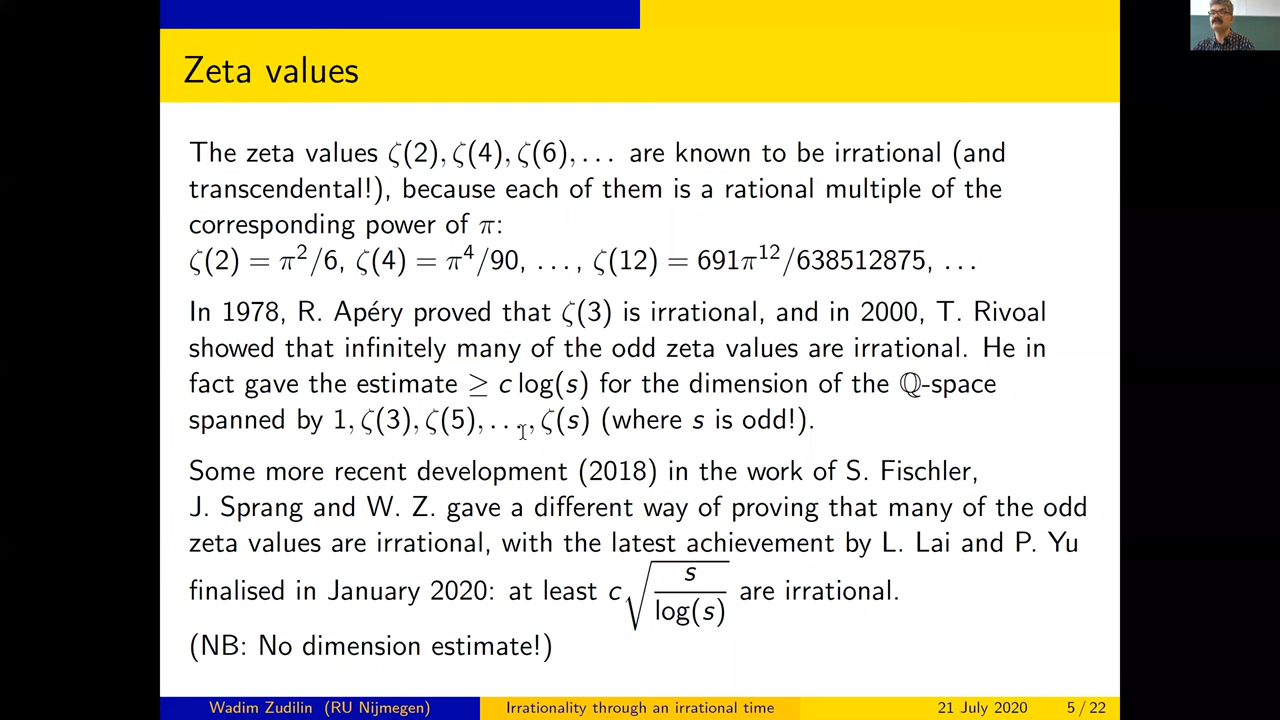 Zeta values
The zeta values ζ(2), ζ(4), ζ(6), . . . are known to be irrational (and
transcendental!), because each of them is a rational multiple of the
corresponding power of π:
ζ(2) = π²/6, ζ(4) = π⁴/90, . . . , ζ(12) = 691π¹²/638512875, . . .
In 1978, R. Apéry proved that ζ(3) is irrational, and in 2000, T. Rivoal
showed that infinitely many of the odd zeta values are irrational. He in
fact gave the estimate ≥ c log(s) for the dimension of the ℚ-space
spanned by 1, ζ(3), ζ(5), . . . , ζ(s) (where s is odd!).
Some more recent development (2018) in the work of S. Fischler,
J. Sprang and W. Z. gave a different way of proving that many of the odd
zeta values are irrational, with the latest achievement by L. Lai and P. Yu
finalised in January 2020: at least c√(s/log(s)) are irrational.
(NB: No dimension estimate!)
Wadim Zudilin (RU Nijmegen) Irrationality through an irrational time 21 July 2020 5 / 22